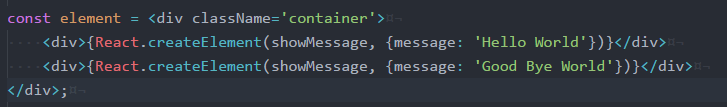 const element = <div className='container'>
    <div>{React.createElement(showMessage, {message: 'Hello World'})}</div>
    <div>{React.createElement(showMessage, {message: 'Good Bye World'})}</div>
</div>;